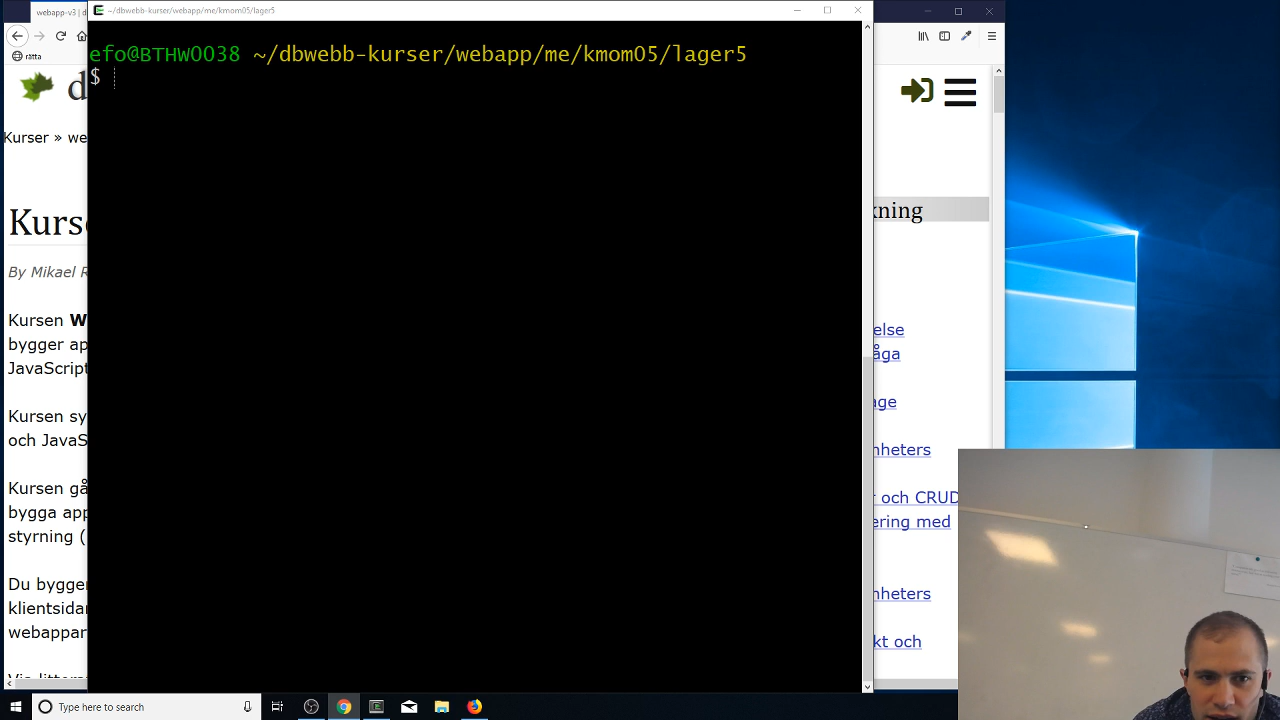 webapp-v3 | d
~/dbwebb-kurser/webapp/me/kmom05/lager5
rätta
efo@BTHW0038 ~/dbwebb-kurser/webapp/me/kmom05/lager5
$
d
Kurser » we
kning
Kurs
By Mikael R
Kursen W
bygger ap
JavaScript
else
åga
age
Kursen sy
och JavaS
nheters
Kursen gå
bygga app
styrning (
r och CRUD
ering med
Du bygger
klientsida
webappar
nheters
kt och
Type here to search